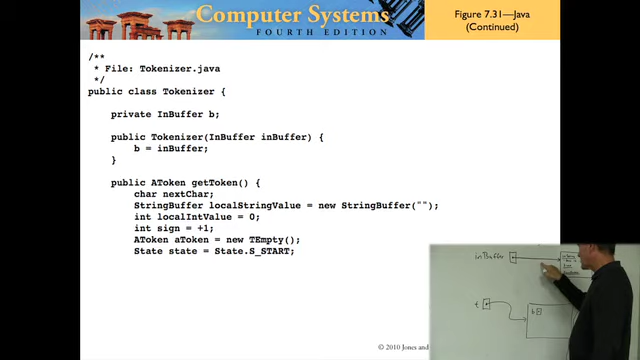 Computer Systems
FOURTH EDITION
Figure 7.31—Java
(Continued)
/**
* File: Tokenizer.java
*/
public class Tokenizer {
private InBuffer b;
public Tokenizer(InBuffer inBuffer) {
b = inBuffer;
}
public AToken getToken() {
char nextChar;
StringBuffer localStringValue = new StringBuffer("");
int localIntValue = 0;
int sign = +1;
AToken aToken = new TEmpty();
State state = State.S_START;
inBuffer
t
b
© 2010 Jones and